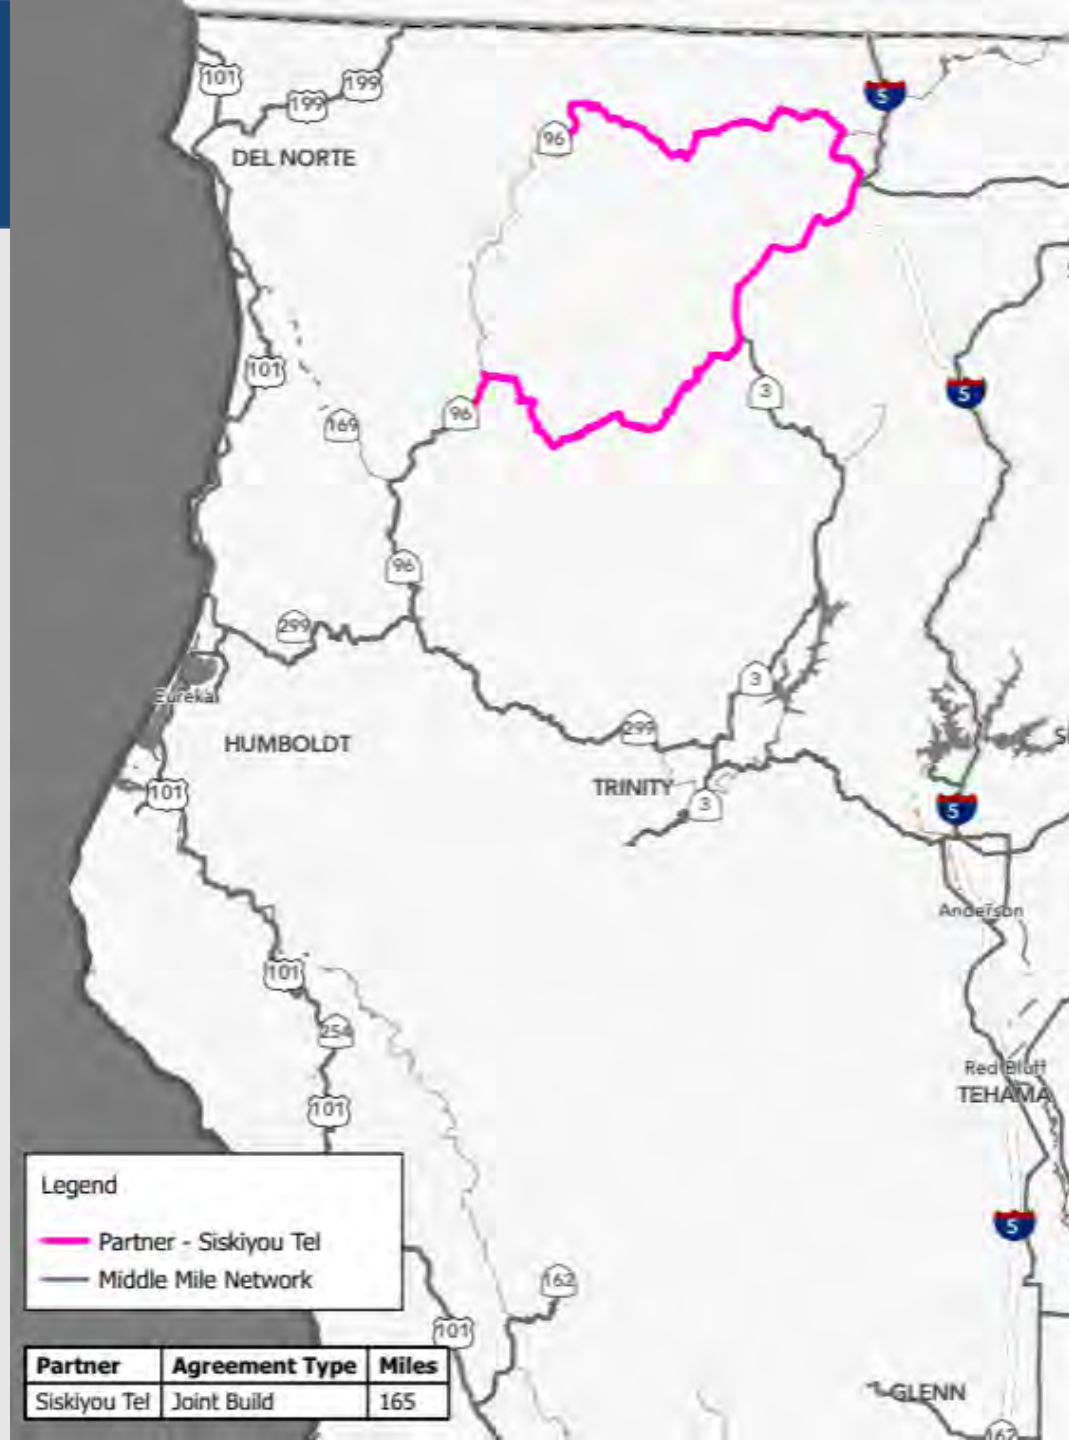 101
199
199
5
96
DEL NORTE
101
3
5
96
169
96
299
3
Eureka
299
HUMBOLDT
TRINITY
101
3
5
Anderson
101
254
Red Bluff
TEHAMA
101
Legend
Partner - Siskiyou Tel
Middle Mile Network
5
162
101
Partner Agreement Type Miles
Siskiyou Tel Joint Build 165
GLENN
162